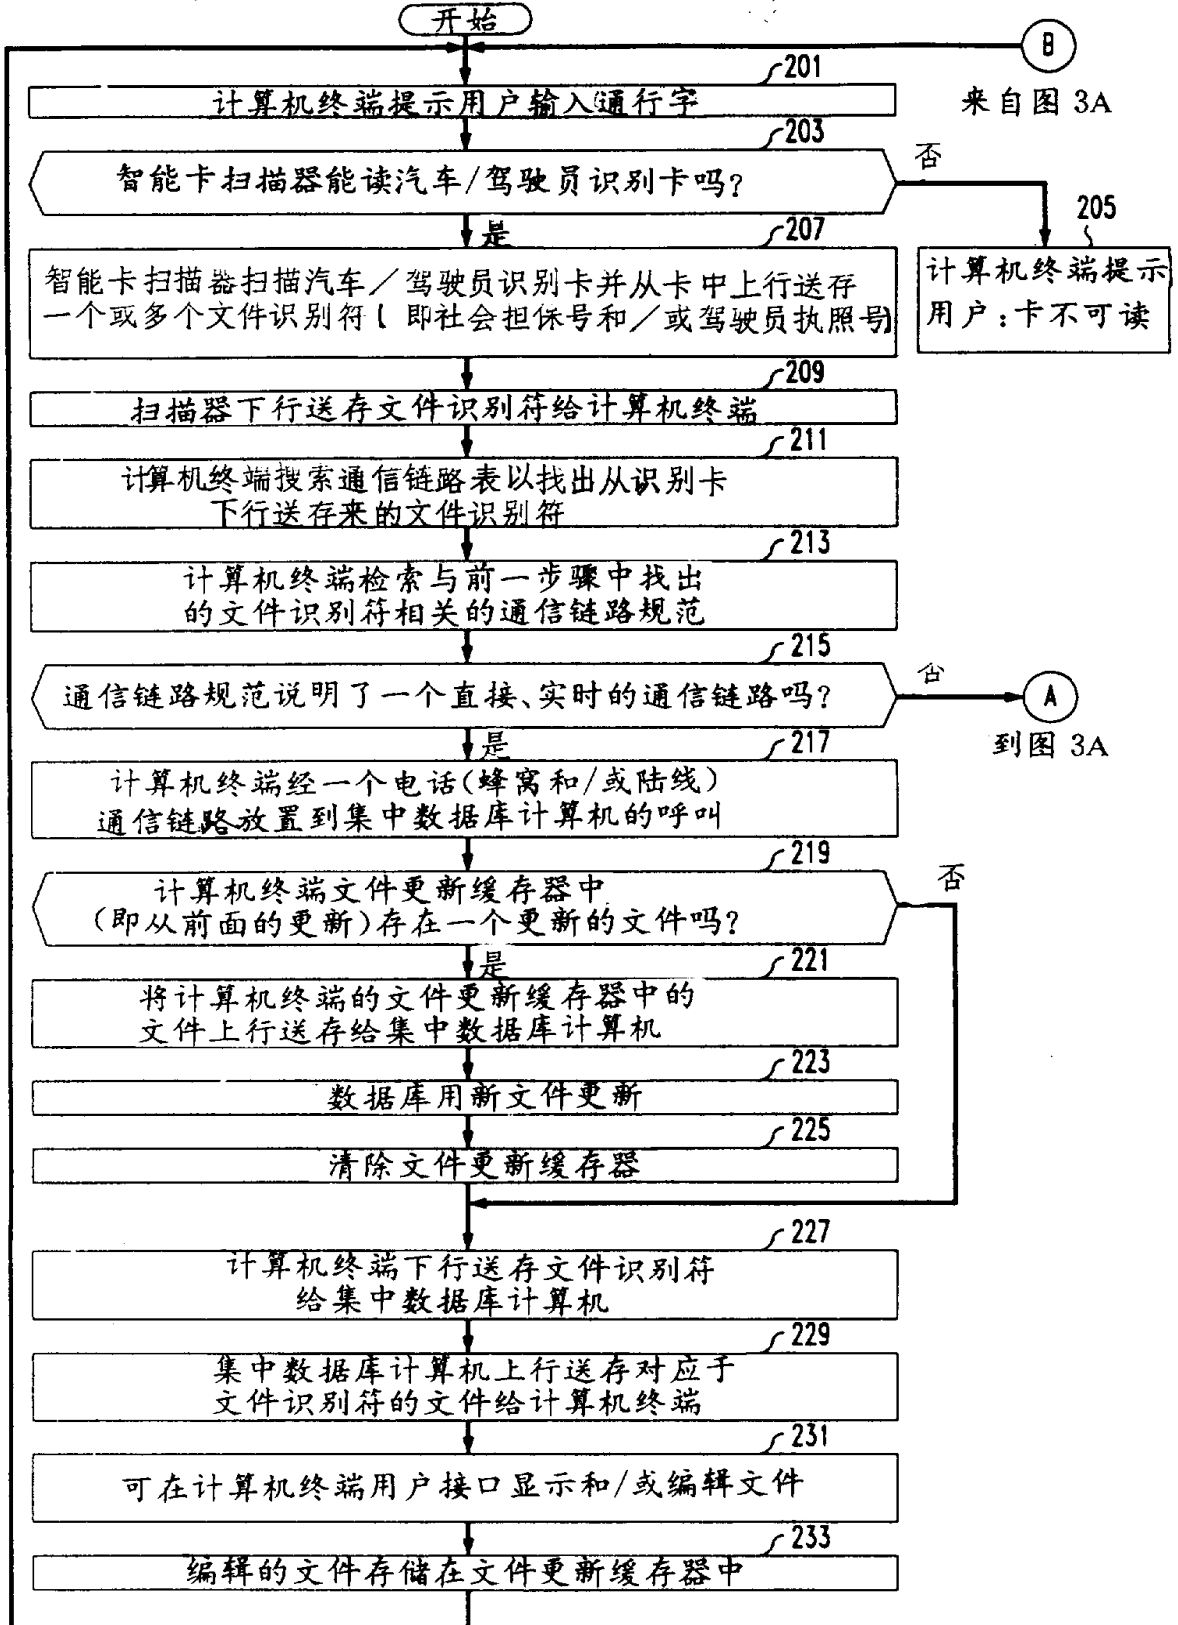 开始
B
来自图 3A
201
计算机终端提示用户输入通行字
203
智能卡扫描器能读汽车/驾驶员识别卡吗?
否
205
计算机终端提示
用户:卡不可读
是
207
智能卡扫描器扫描汽车/驾驶员识别卡并从卡中上行送存
一个或多个文件识别符(即社会担保号和/或驾驶员执照号)
209
扫描器下行送存文件识别符给计算机终端
211
计算机终端搜索通信链路表以找出从识别卡
下行送存来的文件识别符
213
计算机终端检索与前一步骤中找出
的文件识别符相关的通信链路规范
215
通信链路规范说明了一个直接、实时的通信链路吗?
否
A
到图 3A
是
217
计算机终端经一个电话(蜂窝和/或陆线)
通信链路放置到集中数据库计算机的呼叫
219
计算机终端文件更新缓存器中
(即从前面的更新)存在一个更新的文件吗?
否
是
221
将计算机终端的文件更新缓存器中的
文件上行送存给集中数据库计算机
223
数据库用新文件更新
225
清除文件更新缓存器
227
计算机终端下行送存文件识别符
给集中数据库计算机
229
集中数据库计算机上行送存对应于
文件识别符的文件给计算机终端
231
可在计算机终端用户接口显示和/或编辑文件
233
编辑的文件存储在文件更新缓存器中